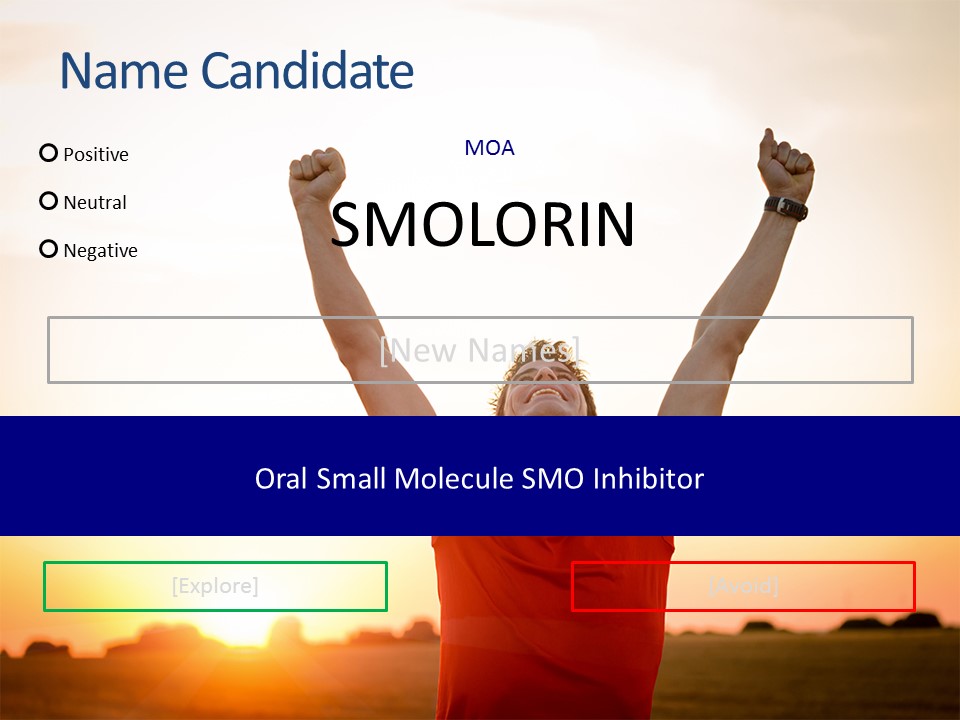 Name Candidate
Positive
MOA
Neutral
SMOLORIN
Negative
[New Names]
Oral Small Molecule SMO Inhibitor
[Explore]
[Avoid]